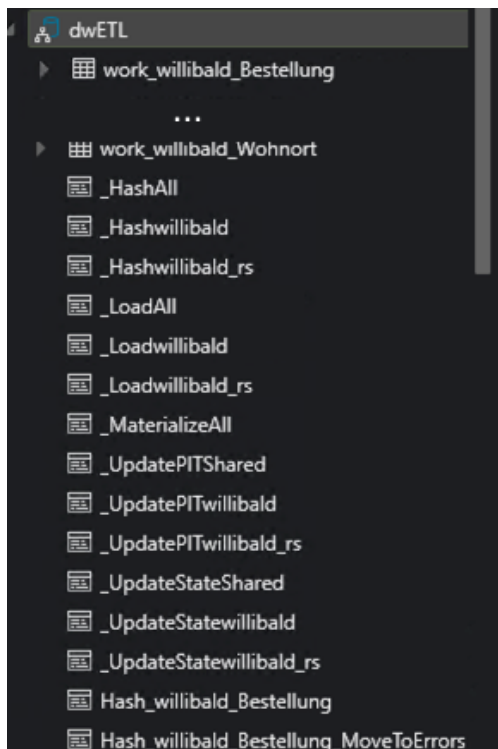 dwETL
work_willibald_Bestellung
...
work_willibald_Wohnort
_HashAll
_Hashwillibald
_Hashwillibald_rs
_LoadAll
_Loadwillibald
_Loadwillibald_rs
_MaterializeAll
_UpdatePITShared
_UpdatePITwillibald
_UpdatePITwillibald_rs
_UpdateStateShared
_UpdateStatewillibald
_UpdateStatewillibald_rs
Hash_willibald_Bestellung
Hash_willibald_Bestellung_MoveToErrors